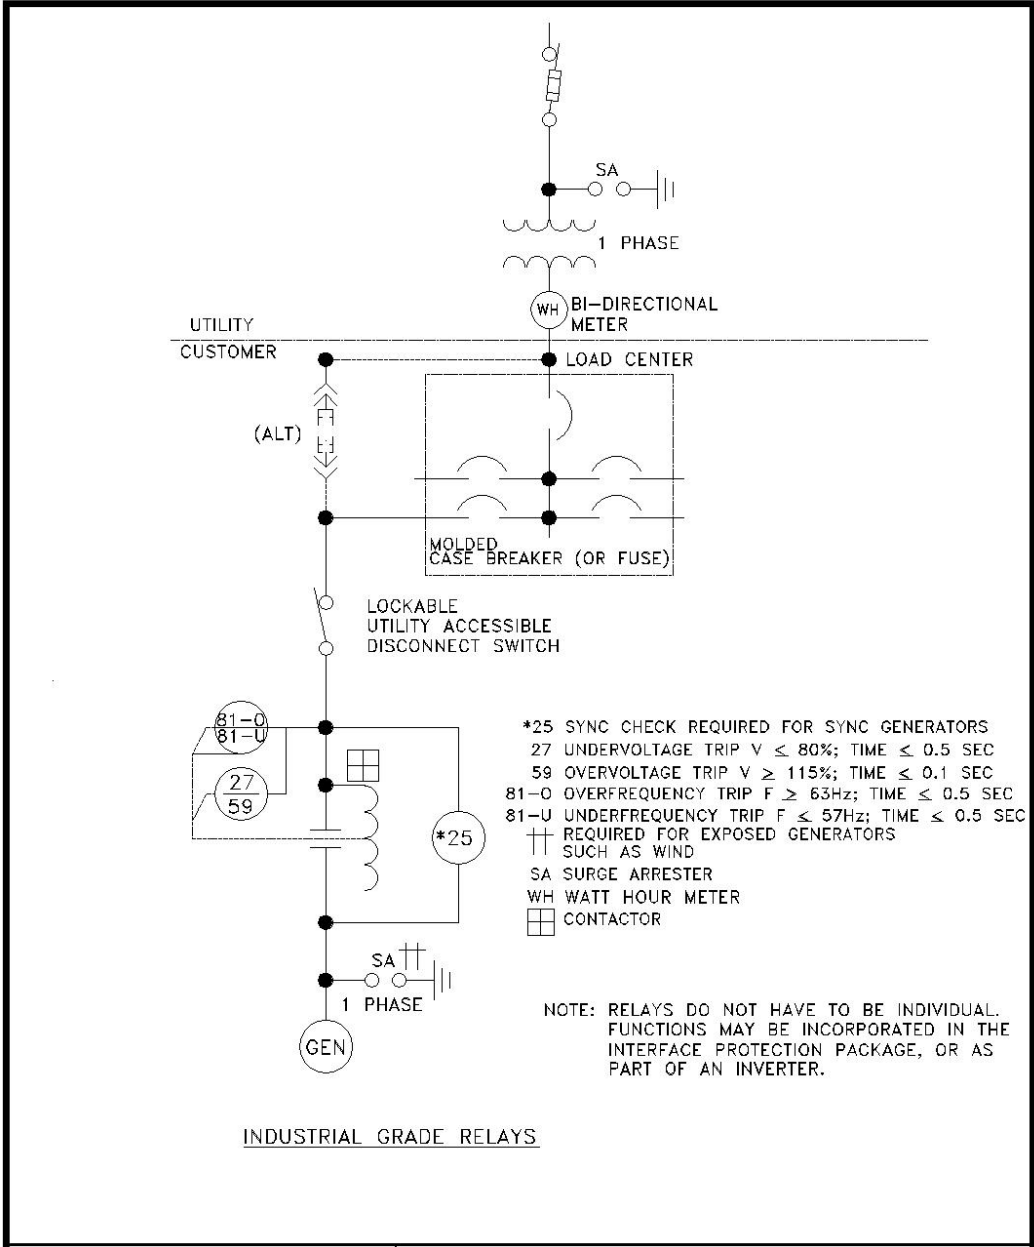 SA
1 PHASE
WH
BI-DIRECTIONAL
METER
UTILITY
CUSTOMER
LOAD CENTER
(ALT)
MOLDED
CASE BREAKER (OR FUSE)
LOCKABLE
UTILITY ACCESSIBLE
DISCONNECT SWITCH
81-O
81-U
27
59
*25
*25 SYNC CHECK REQUIRED FOR SYNC GENERATORS
27 UNDERVOLTAGE TRIP V ≤ 80%; TIME ≤ 0.5 SEC
59 OVERVOLTAGE TRIP V ≥ 115%; TIME ≤ 0.1 SEC
81-O OVERFREQUENCY TRIP F ≥ 63Hz; TIME ≤ 0.5 SEC
81-U UNDERFREQUENCY TRIP F ≤ 57Hz; TIME ≤ 0.5 SEC
REQUIRED FOR EXPOSED GENERATORS
SUCH AS WIND
SA SURGE ARRESTER
WH WATT HOUR METER
CONTACTOR
SA
1 PHASE
GEN
NOTE: RELAYS DO NOT HAVE TO BE INDIVIDUAL.
FUNCTIONS MAY BE INCORPORATED IN THE
INTERFACE PROTECTION PACKAGE, OR AS
PART OF AN INVERTER.
INDUSTRIAL GRADE RELAYS